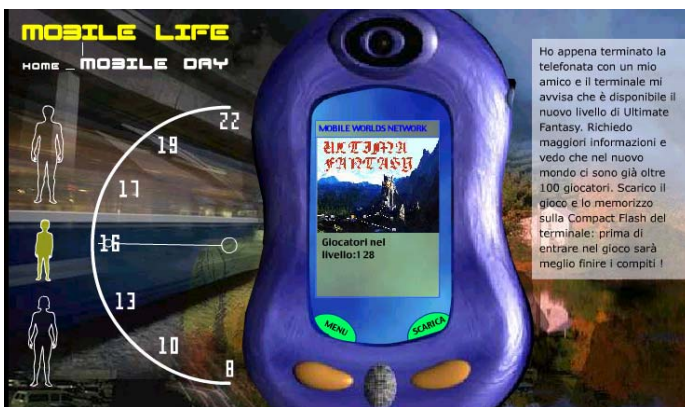 MOBILE LIFE
HOME _ MOBILE DAY
22
19
17
16
13
10
8
MOBILE WORLDS NETWORK
ULTIMA
FANTASY
Giocatori nel
livello:128
MENU
SCARICA
Ho appena terminato la
telefonata con un mio
amico e il terminale mi
avvisa che è disponibile il
nuovo livello di Ultimate
Fantasy. Richiedo
maggiori informazioni e
vedo che nel nuovo
mondo ci sono già oltre
100 giocatori. Scarico il
gioco e lo memorizzo
sulla Compact Flash del
terminale: prima di
entrare nel gioco sarà
meglio finire i compiti !